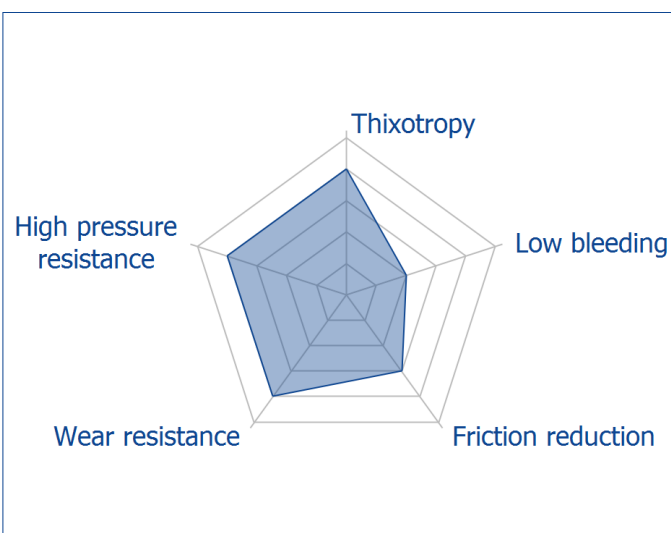 Thixotropy
High pressure
resistance
Low bleeding
Wear resistance
Friction reduction